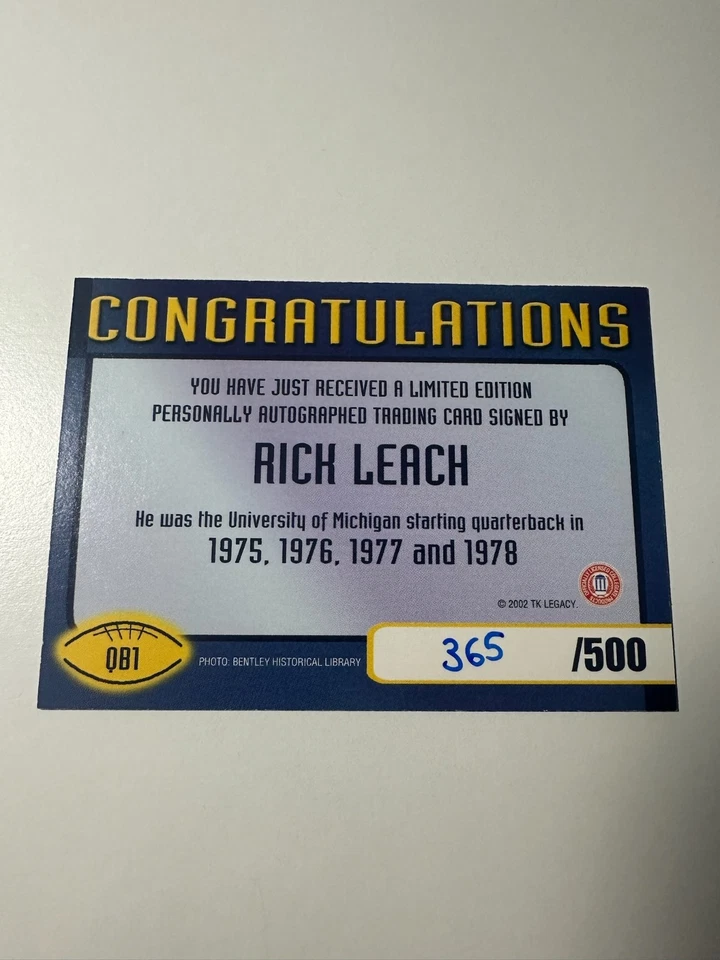 CONGRATULATIONS
YOU HAVE JUST RECEIVED A LIMITED EDITION
PERSONALLY AUTOGRAPHED TRADING CARD SIGNED BY
RICK LEACH
He was the University of Michigan starting quarterback in
1975, 1976, 1977 and 1978
© 2002 TK LEGACY.
QB1
PHOTO: BENTLEY HISTORICAL LIBRARY
365 /500